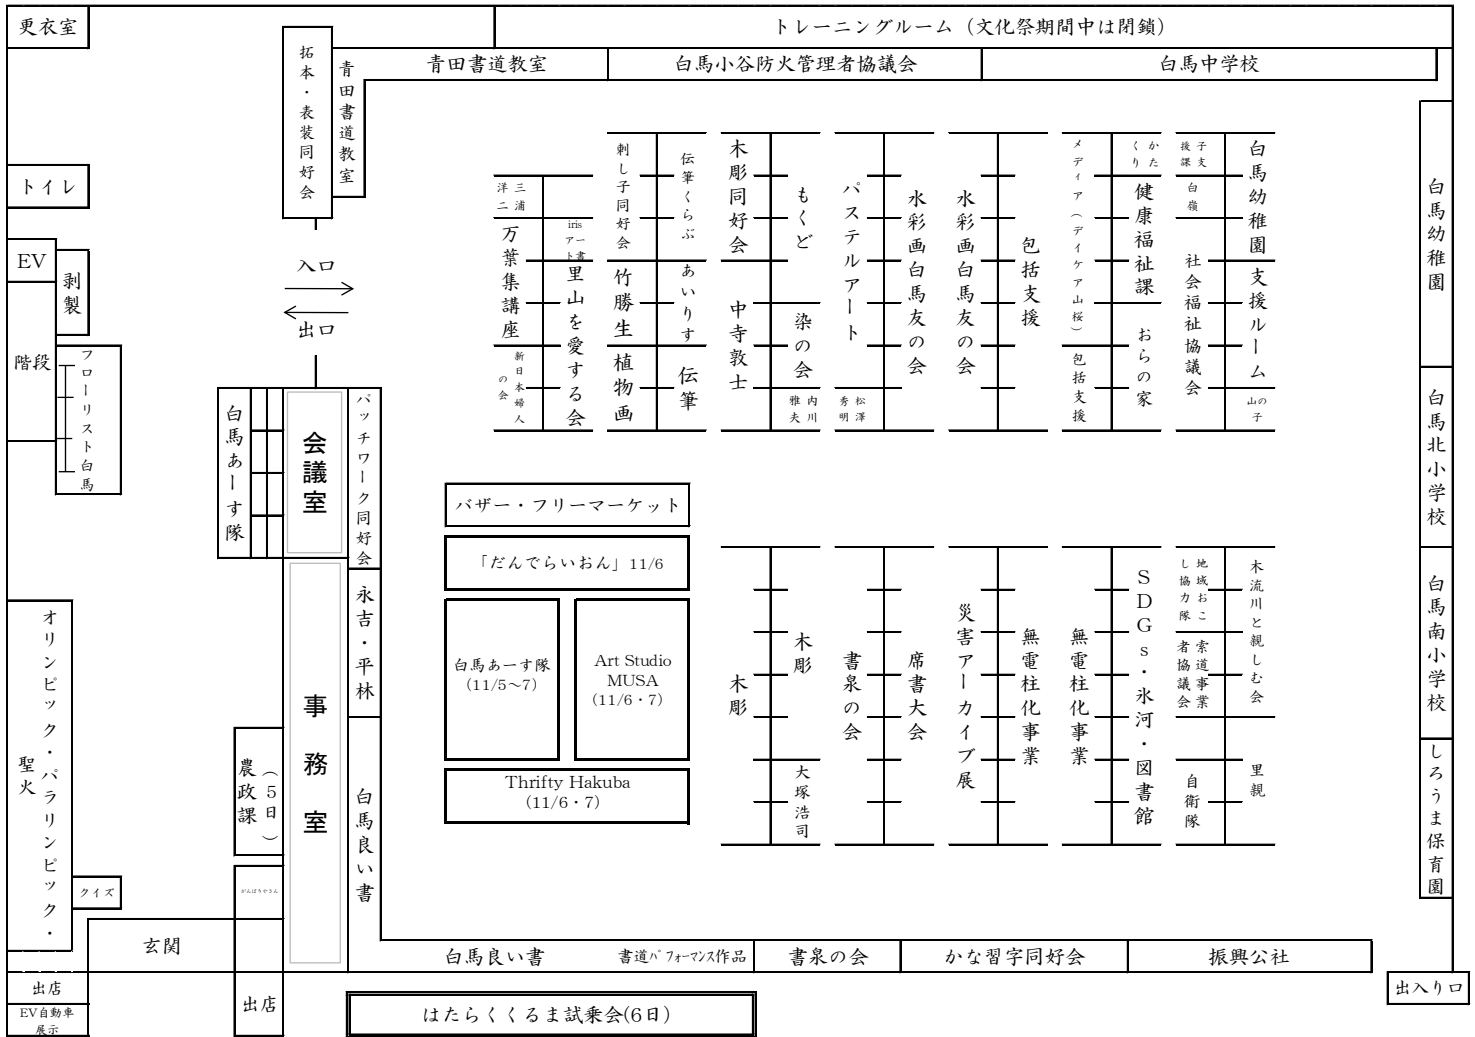 更衣室
トレーニングルーム（文化祭期間中は閉鎖）
拓本・表装同好会
青田書道教室
青田書道教室
白馬小谷防火管理者協議会
白馬中学校
トイレ
EV
剥製
階段
フローリスト白馬
入口
出口
三浦洋二
万葉集講座
新日本婦人の会
irisアート書
里山を愛する会
刺し子同好会
竹勝生
植物画
伝筆くらぶ
あいりす
伝筆
木彫同好会
中寺敦士
もくど
染の会
内川雅夫
パステルアート
松澤秀明
水彩画白馬友の会
水彩画白馬友の会
包括支援
メディア（デイケア山桜）
包括支援
かたくり
健康福祉課
おらの家
子支後課
白嶺
社会福祉協議会
白馬幼稚園
支援ルーム
山の子
白馬幼稚園
白馬北小学校
白馬南小学校
しろうま保育園
白馬あーす隊
会議室
パッチワーク同好会
永吉・平林
白馬良い書
事務室
農政課（5日）
がんばりやさん
バザー・フリーマーケット
「だんでらいおん」11/6
白馬あーす隊
(11/5～7)
Art Studio
MUSA
(11/6・7)
Thrifty Hakuba
(11/6・7)
木彫
木彫
大塚浩司
書泉の会
席書大会
災害アーカイブ展
無電柱化事業
無電柱化事業
SDGs・氷河・図書館
地域おこし協力隊
索道事業者協議会
自衛隊
木流川と親しむ会
里親
オリンピック・パラリンピック・
聖火
クイズ
玄関
出店
EV自動車
展示
出店
白馬良い書
書道パフォーマンス作品
書泉の会
かな習字同好会
振興公社
出入り口
はたらくくるま試乗会(6日)